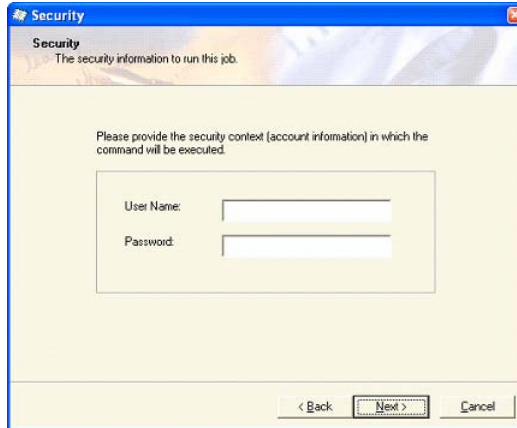 Security
Security
The security information to run this job.
Please provide the security context (account information) in which the
command will be executed.
User Name:
Password:
< Back
Next >
Cancel